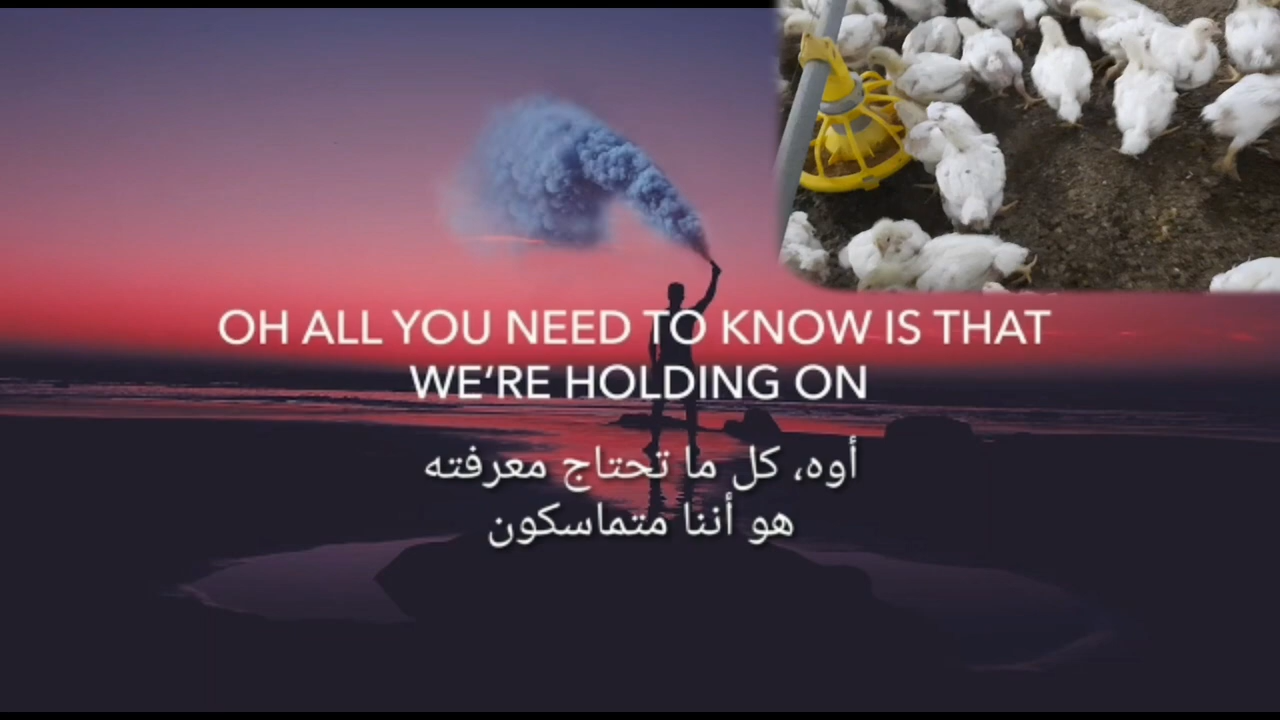 OH ALL YOU NEED TO KNOW IS THAT
WE’RE HOLDING ON
أوه، كل ما تحتاج معرفته
هو أننا متماسكون